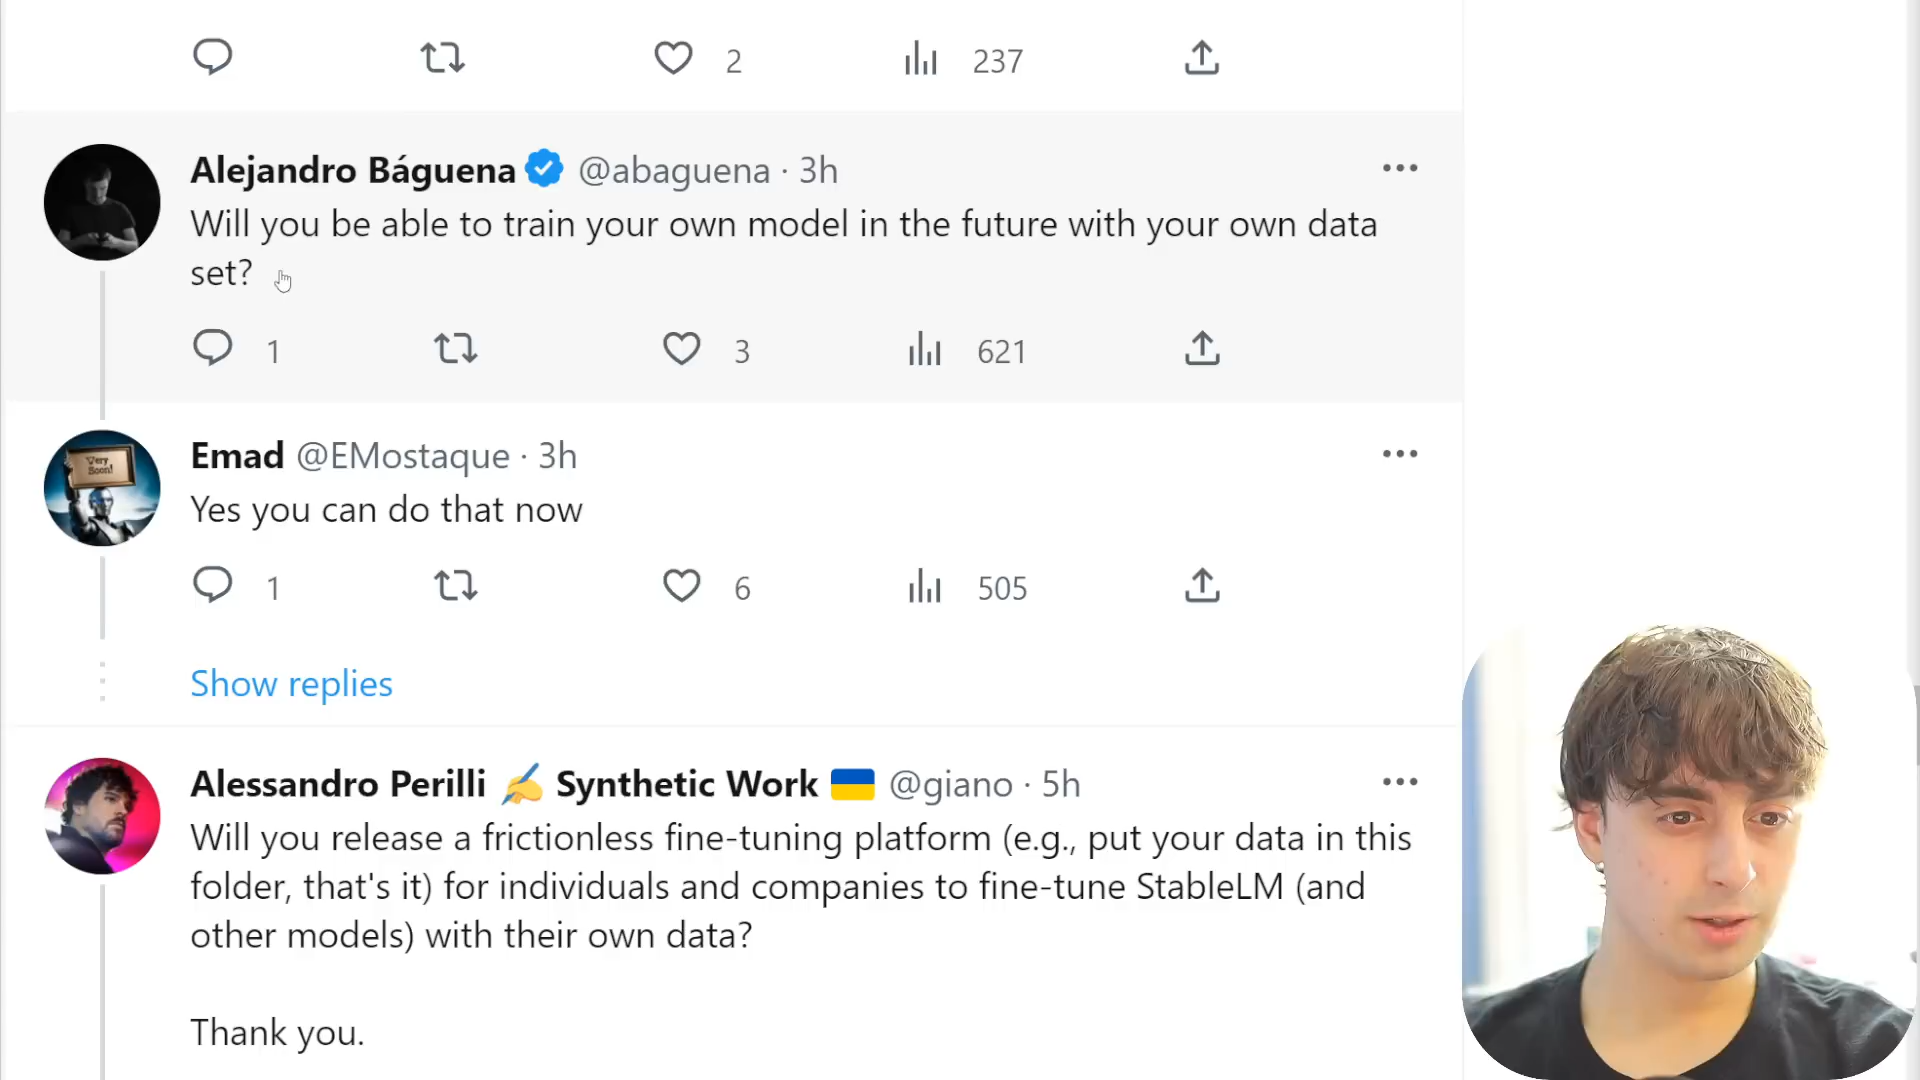 2 237
Alejandro Báguena @abaguena · 3h
Will you be able to train your own model in the future with your own data
set?
1 3 621
Very
Soon!
Emad @EMostaque · 3h
Yes you can do that now
1 6 505
Show replies
Alessandro Perilli ✍ Synthetic Work 🇺🇦 @giano · 5h
Will you release a frictionless fine-tuning platform (e.g., put your data in this
folder, that's it) for individuals and companies to fine-tune StableLM (and
other models) with their own data?
Thank you.